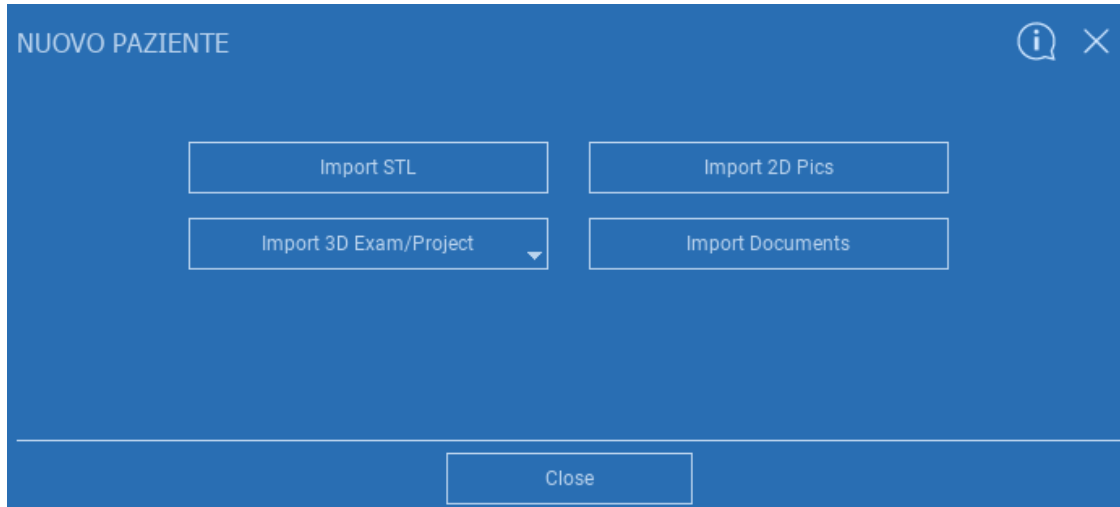 NUOVO PAZIENTE
Import STL
Import 2D Pics
Import 3D Exam/Project
Import Documents
Close